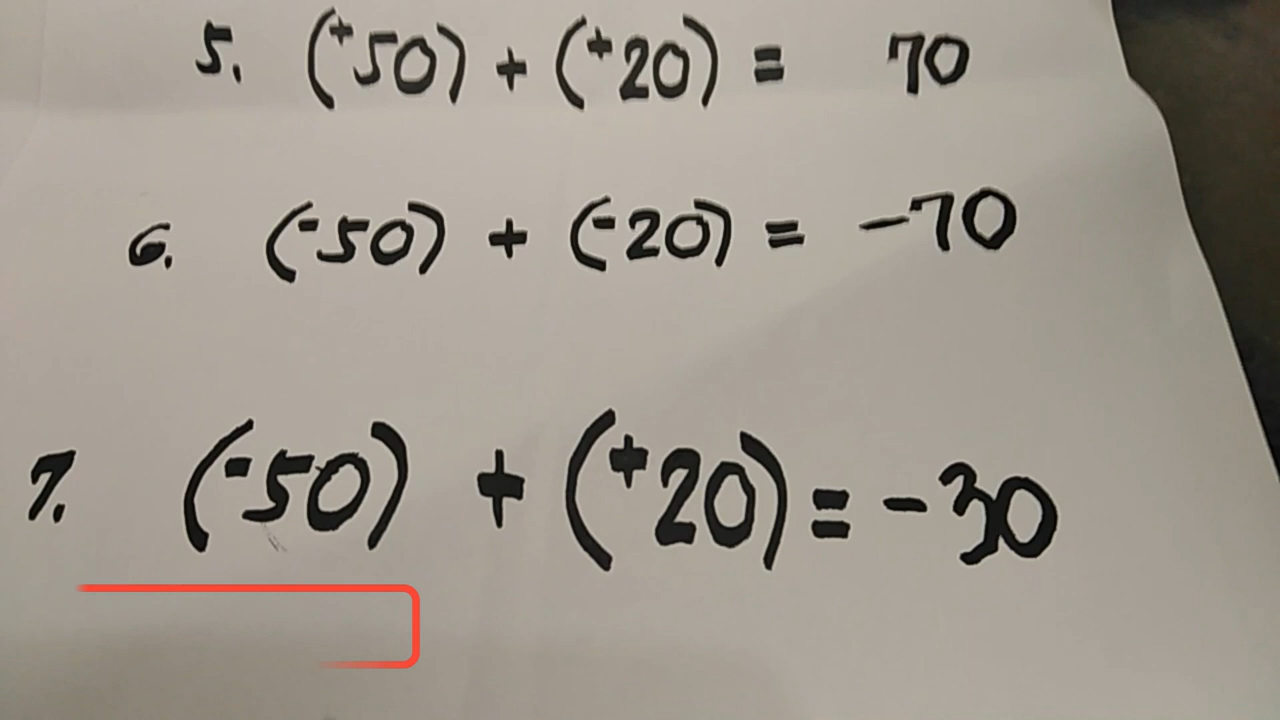 5. (+50) + (+20) = 70
6. (-50) + (-20) = -70
7. (-50) + (+20) = -30